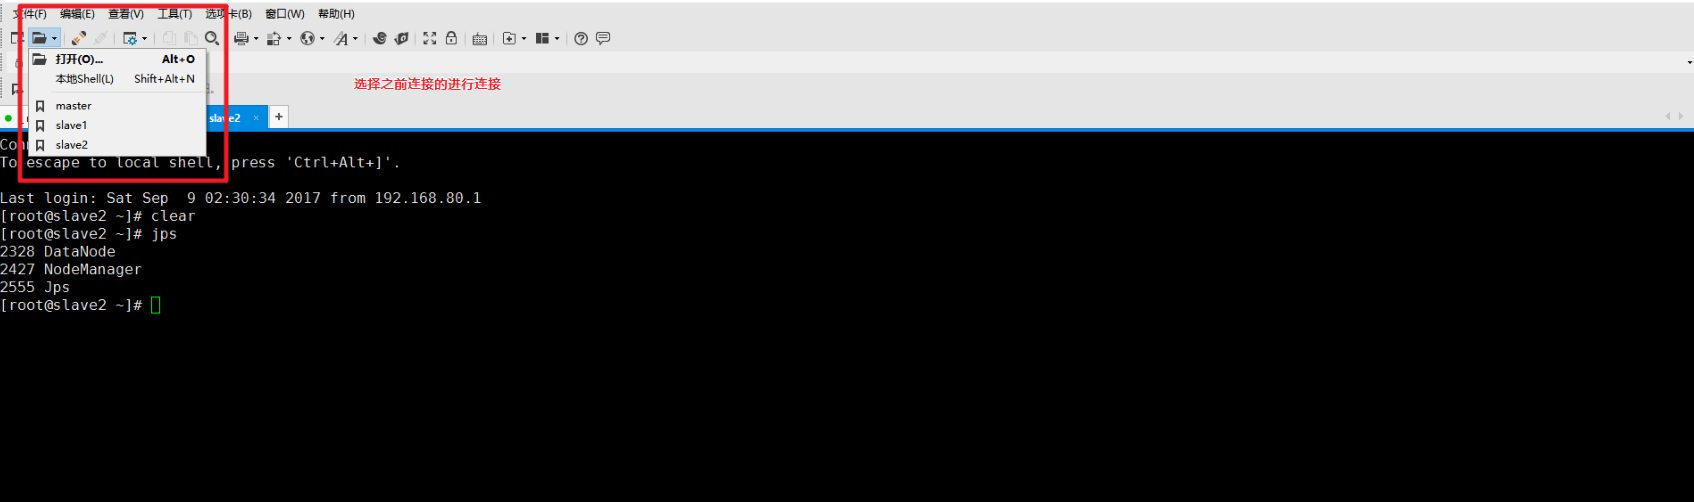 文件(F) 编辑(E) 查看(V) 工具(T) 选项卡(B) 窗口(W) 帮助(H)
打开(O)... Alt+O
本地Shell(L) Shift+Alt+N
选择之前连接的进行连接
master
slave1
slave2 × +
slave2
To escape to local shell, press 'Ctrl+Alt+]'.
Last login: Sat Sep  9 02:30:34 2017 from 192.168.80.1
[root@slave2 ~]# clear
[root@slave2 ~]# jps
2328 DataNode
2427 NodeManager
2555 Jps
[root@slave2 ~]#